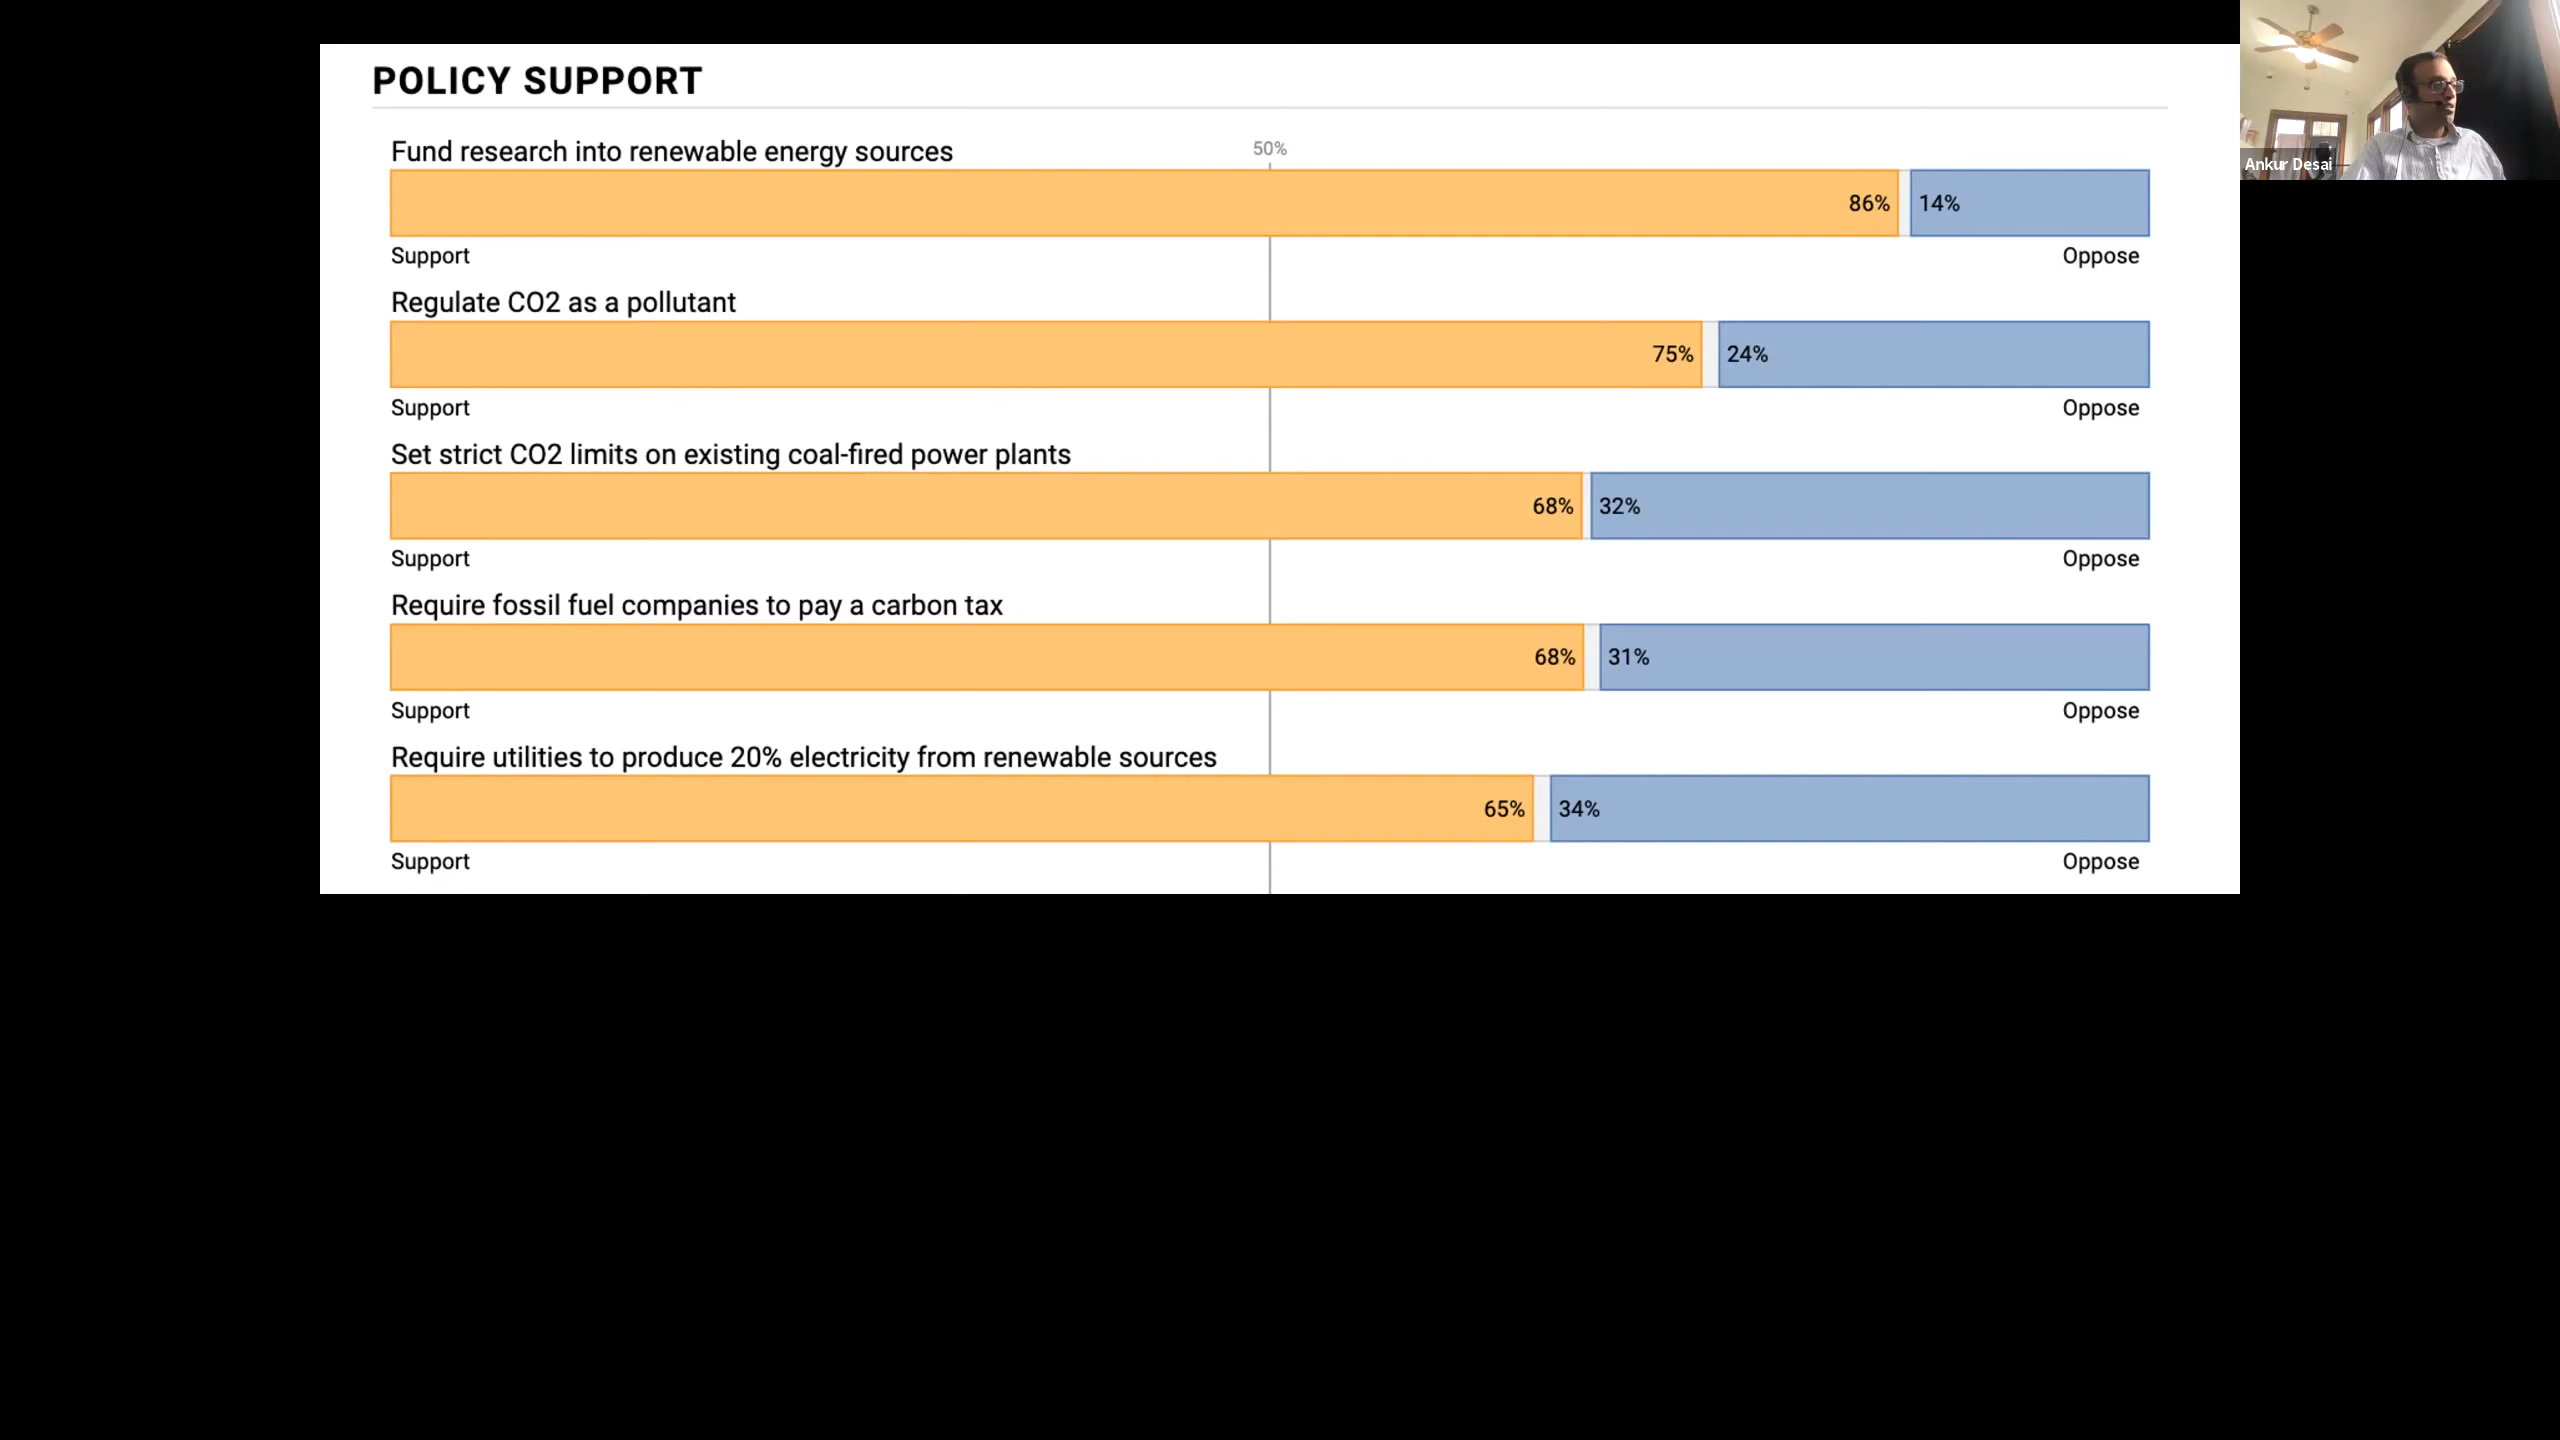 POLICY SUPPORT
Fund research into renewable energy sources
50%
86% 14%
Support Oppose
Regulate CO2 as a pollutant
75% 24%
Support Oppose
Set strict CO2 limits on existing coal-fired power plants
68% 32%
Support Oppose
Require fossil fuel companies to pay a carbon tax
68% 31%
Support Oppose
Require utilities to produce 20% electricity from renewable sources
65% 34%
Support Oppose
Ankur Desai